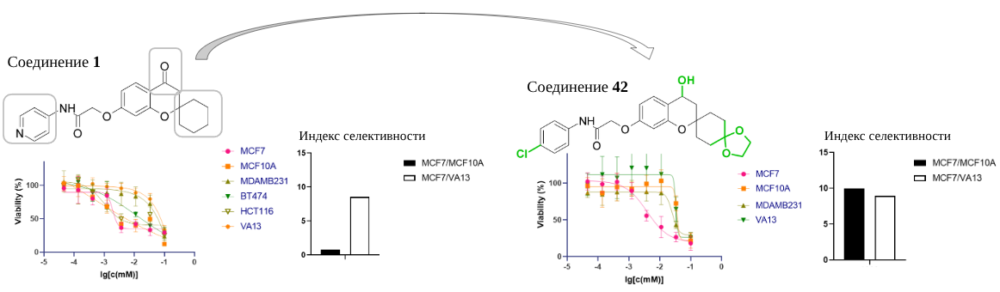 Соединение 1
O
N
NH
O
O
O
Viability (%)
100
50
0
-5 -4 -3 -2 -1 0
lg[c(mM)]
MCF7
MCF10A
MDAMB231
BT474
HCT116
VA13
Индекс селективности
15
10
5
0
MCF7/MCF10A
MCF7/VA13
Соединение 42
OH
Cl
NH
O
O
O
O
O
Viability (%)
100
50
0
-5 -4 -3 -2 -1 0
lg[c(mM)]
MCF7
MCF10A
MDAMB231
VA13
Индекс селективности
15
10
5
0
MCF7/MCF10A
MCF7/VA13